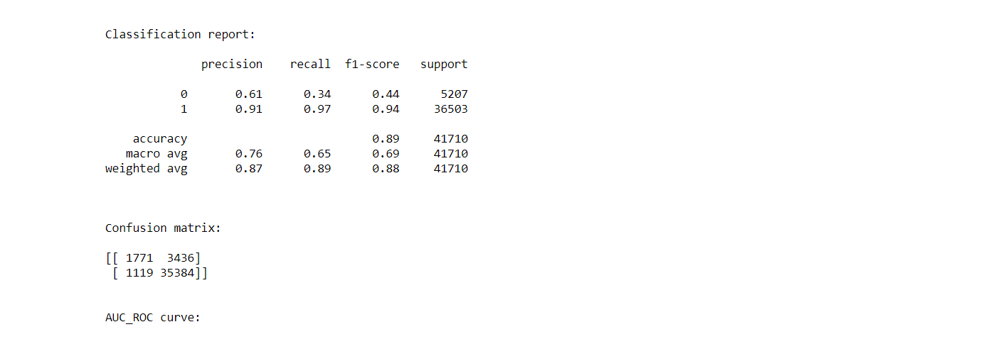 Classification report:
precision recall f1-score support
0 0.61 0.34 0.44 5207
1 0.91 0.97 0.94 36503
accuracy 0.89 41710
macro avg 0.76 0.65 0.69 41710
weighted avg 0.87 0.89 0.88 41710
Confusion matrix:
[[ 1771 3436]
[ 1119 35384]]
AUC_ROC curve: